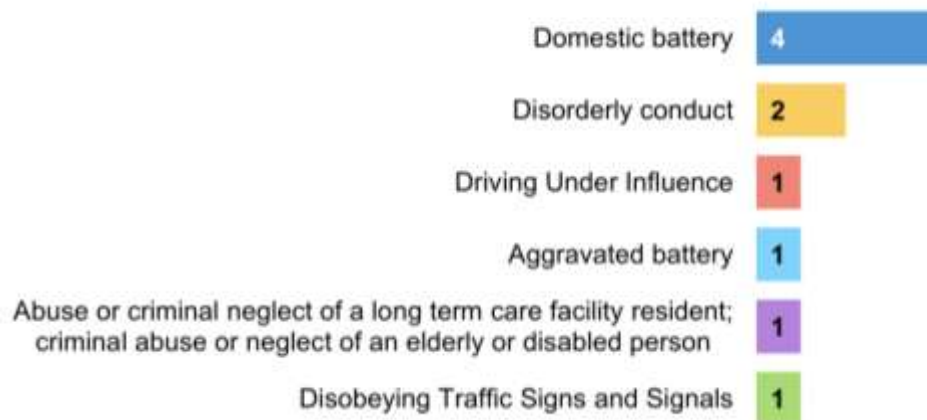 Domestic battery 4
Disorderly conduct 2
Driving Under Influence 1
Aggravated battery 1
Abuse or criminal neglect of a long term care facility resident;
criminal abuse or neglect of an elderly or disabled person 1
Disobeying Traffic Signs and Signals 1